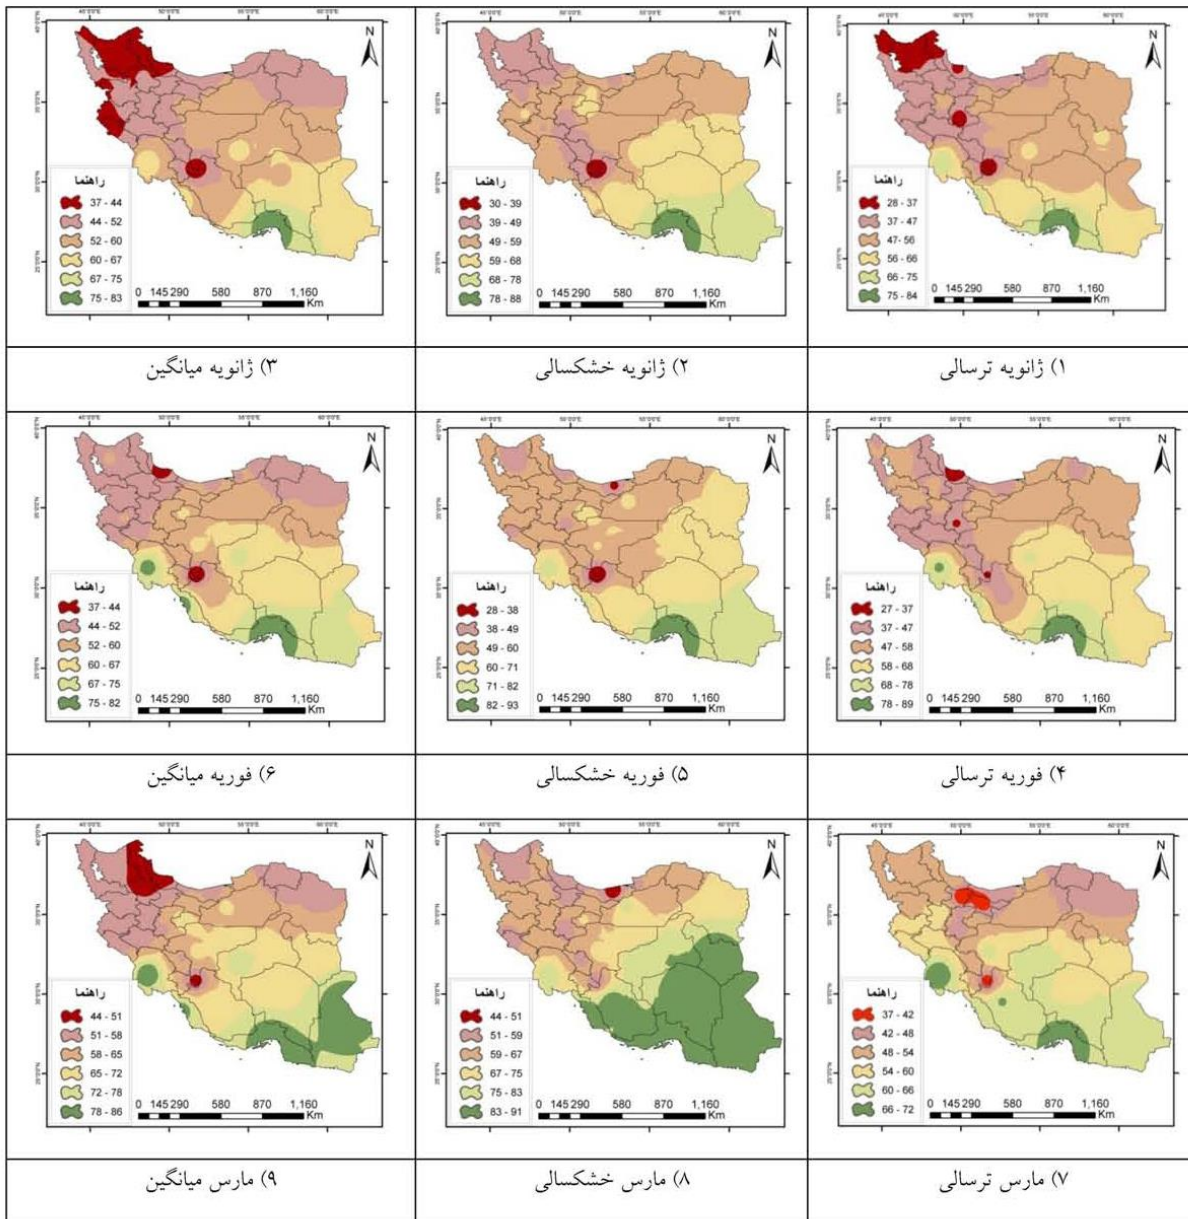 N
راهنما
28 - 37
37 - 47
47- 56
56 - 66
66 - 75
75 - 84
0 145 290 580 870 1,160
Km
۱) ژانویه ترسالی
N
راهنما
30 - 39
39 - 49
49 - 59
59 - 68
68 - 78
78 - 88
0 145 290 580 870 1,160
Km
۲) ژانویه خشکسالی
N
راهنما
37 - 44
44 - 52
52 - 60
60 - 67
67 - 75
75 - 83
0 145 290 580 870 1,160
Km
۳) ژانویه میانگین
N
راهنما
27 - 37
37 - 47
47 - 58
58 - 68
68 - 78
78 - 89
0 145 290 580 870 1,160
Km
۴) فوریه ترسالی
N
راهنما
28 - 38
38 - 49
49 - 60
60 - 71
71 - 82
82 - 93
0 145 290 580 870 1,160
Km
۵) فوریه خشکسالی
N
راهنما
37 - 44
44 - 52
52 - 60
60 - 67
67 - 75
75 - 82
0 145 290 580 870 1,160
Km
۶) فوریه میانگین
N
راهنما
37 - 42
42 - 48
48 - 54
54 - 60
60 - 66
66 - 72
0 145 290 580 870 1,160
Km
۷) مارس ترسالی
N
راهنما
44 - 51
51 - 59
59 - 67
67 - 75
75 - 83
83 - 91
0 145 290 580 870 1,160
Km
۸) مارس خشکسالی
N
راهنما
44 - 51
51 - 58
58 - 65
65 - 72
72 - 78
78 - 86
0 145 290 580 870 1,160
Km
۹) مارس میانگین